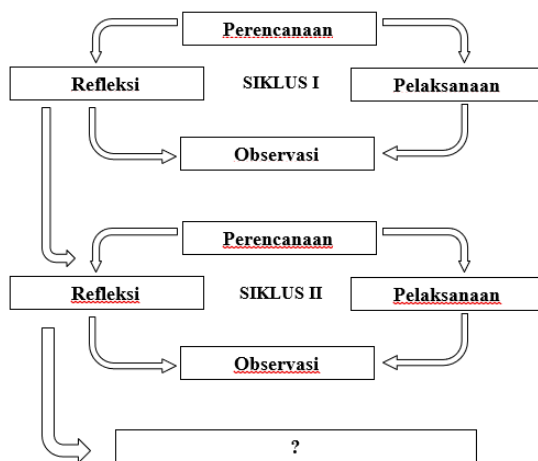 Perencanaan
Refleksi
SIKLUS I
Pelaksanaan
Observasi
Perencanaan
Refleksi
SIKLUS II
Pelaksanaan
Observasi
?